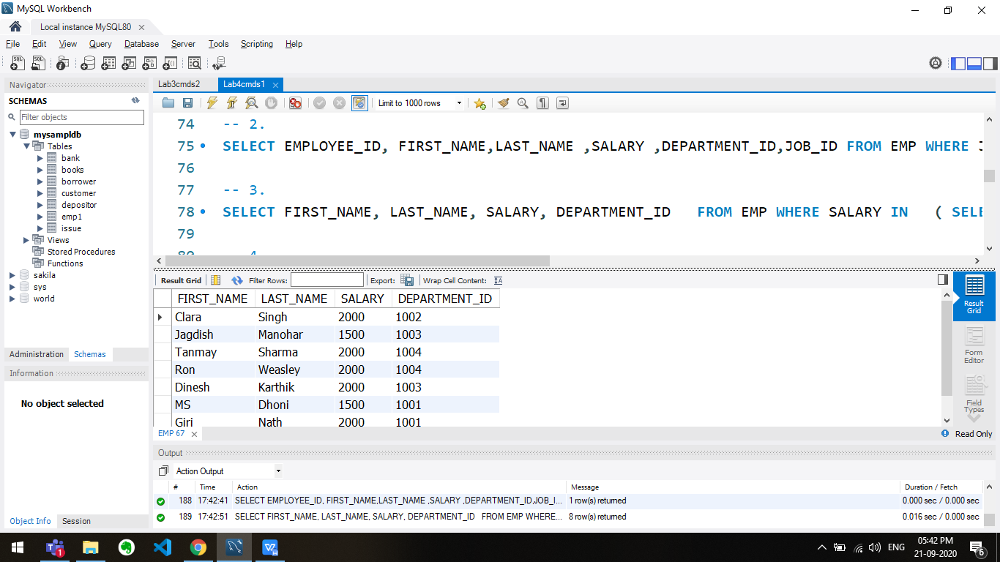 MySQL Workbench
Local instance MySQL80
File Edit View Query Database Server Tools Scripting Help
Navigator
SCHEMAS
Filter objects
mysampldb
Tables
bank
books
borrower
customer
depositor
emp1
issue
Views
Stored Procedures
Functions
sakila
sys
world
Administration Schemas
Information
No object selected
Object Info Session
Lab3cmds2 Lab4cmds1
Limit to 1000 rows
74 -- 2.
75 SELECT EMPLOYEE_ID, FIRST_NAME,LAST_NAME ,SALARY ,DEPARTMENT_ID,JOB_ID FROM EMP WHERE J
76
77 -- 3.
78 SELECT FIRST_NAME, LAST_NAME, SALARY, DEPARTMENT_ID FROM EMP WHERE SALARY IN ( SELE
79
80 -- 4.
Result Grid Filter Rows: Export: Wrap Cell Content:
FIRST_NAME LAST_NAME SALARY DEPARTMENT_ID
Clara Singh 2000 1002
Jagdish Manohar 1500 1003
Tanmay Sharma 2000 1004
Ron Weasley 2000 1004
Dinesh Karthik 2000 1003
MS Dhoni 1500 1001
Giri Nath 2000 1001
Result Grid
Form Editor
Field Types
EMP 67
Read Only
Output
Action Output
# Time Action Message Duration / Fetch
188 17:42:41 SELECT EMPLOYEE_ID, FIRST_NAME,LAST_NAME ,SALARY ,DEPARTMENT_ID,JOB_I... 1 row(s) returned 0.000 sec / 0.000 sec
189 17:42:51 SELECT FIRST_NAME, LAST_NAME, SALARY, DEPARTMENT_ID FROM EMP WHERE... 8 row(s) returned 0.016 sec / 0.000 sec
ENG
05:42 PM
21-09-2020
6
1